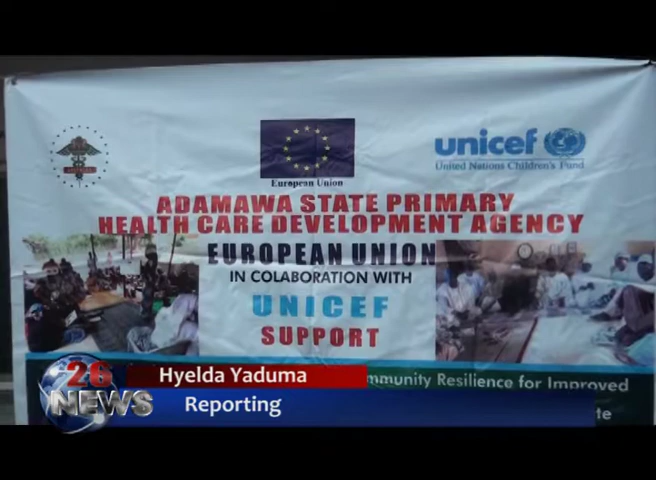 unicef
United Nations Children's Fund
European Union
ADAMAWA STATE PRIMARY
HEALTH CARE DEVELOPMENT AGENCY
EUROPEAN UNION
IN COLABORATION WITH
UNICEF
SUPPORT
mmunity Resilience for Improved
te
26
NEWS
Hyelda Yaduma
Reporting